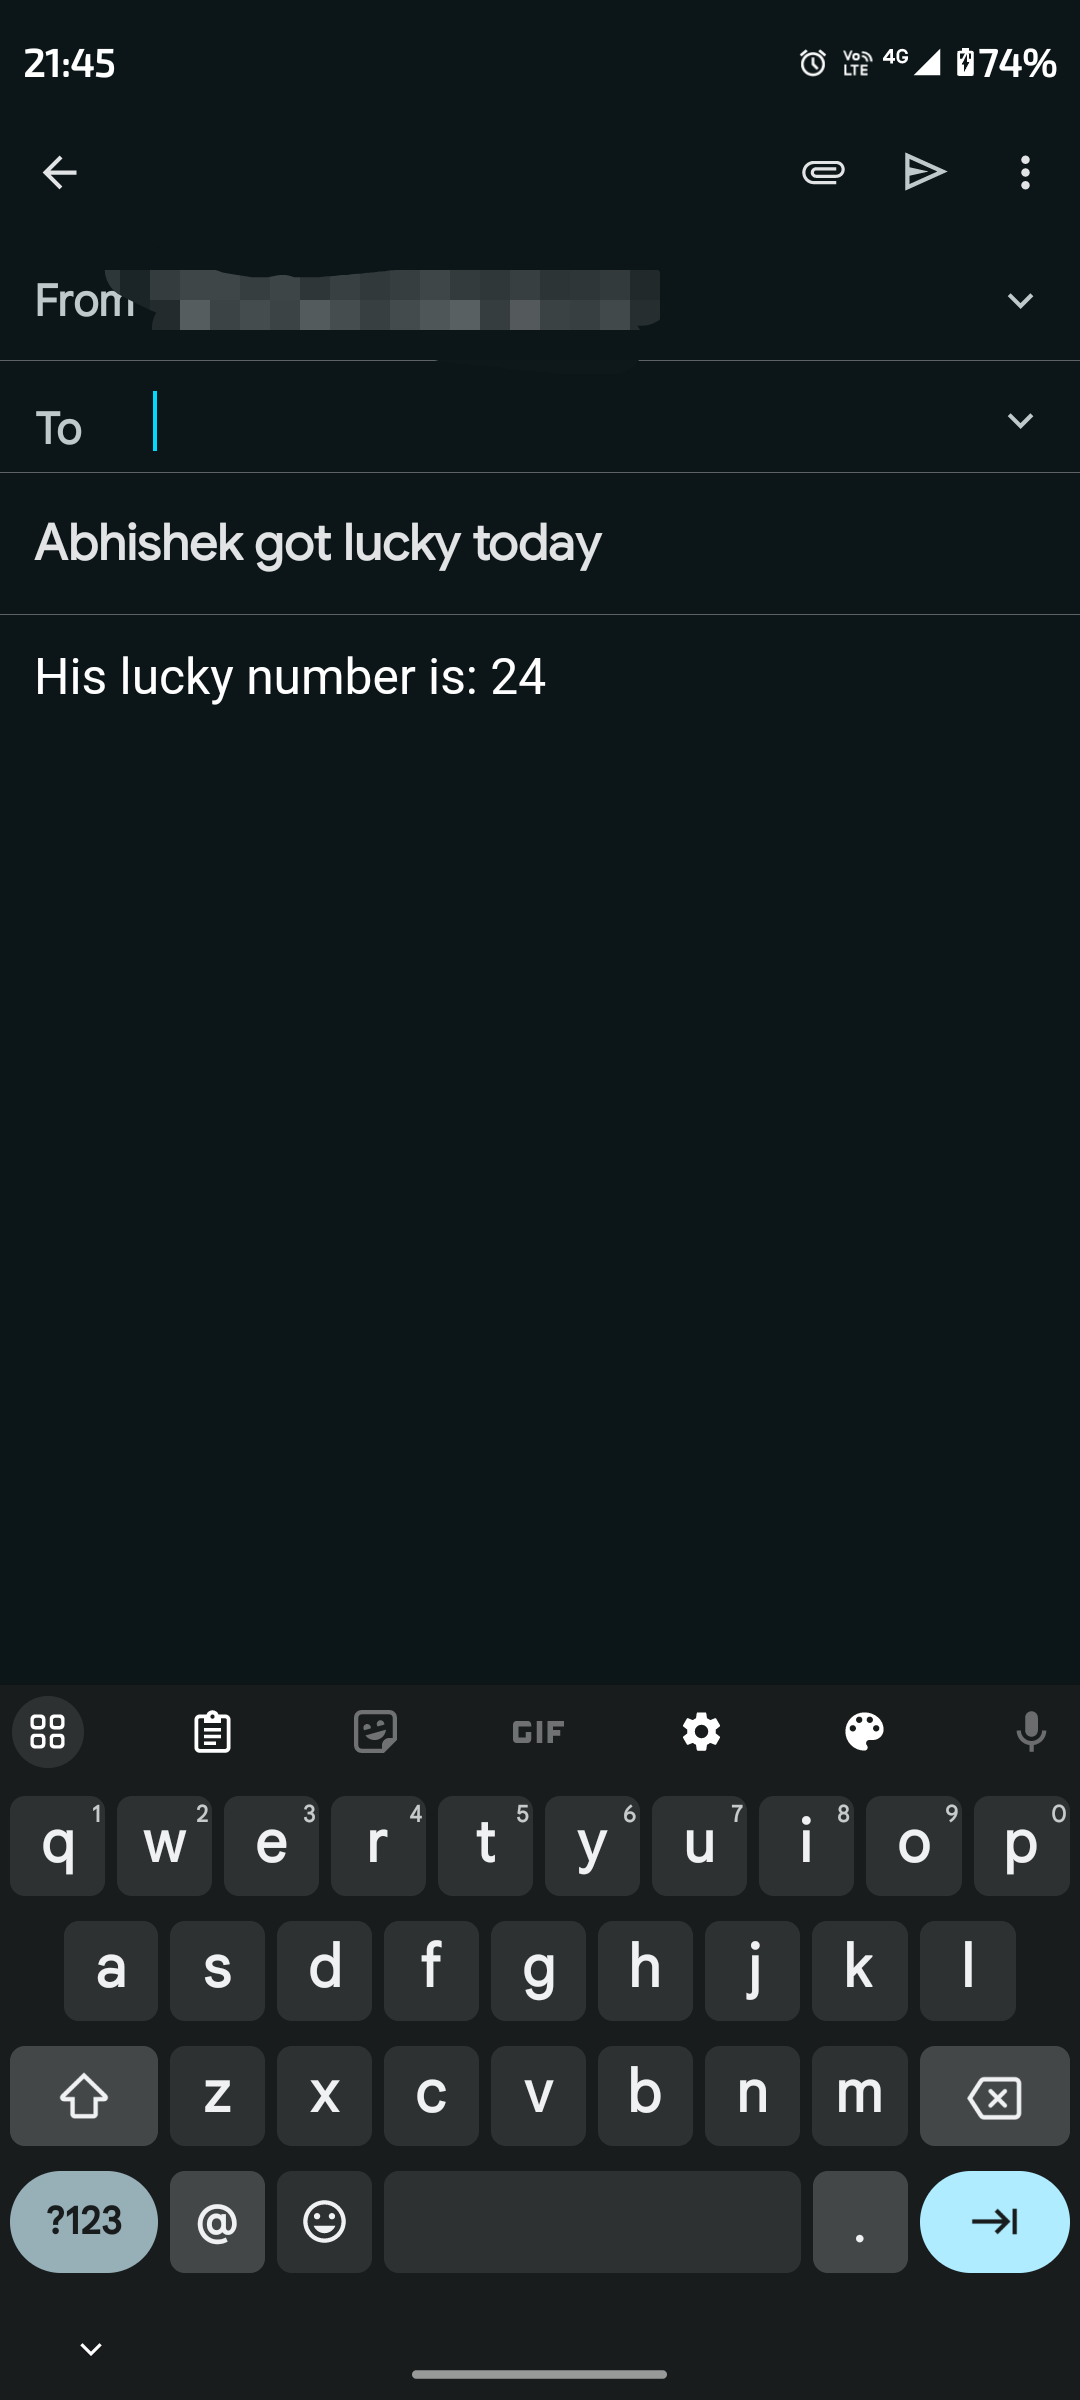 21:45 Vo LTE 4G 74%
From
To
Abhishek got lucky today
His lucky number is: 24
GIF
q 1 w 2 e 3 r 4 t 5 y 6 u 7 i 8 o 9 p 0
a s d f g h j k l
z x c v b n m
?123 @ .